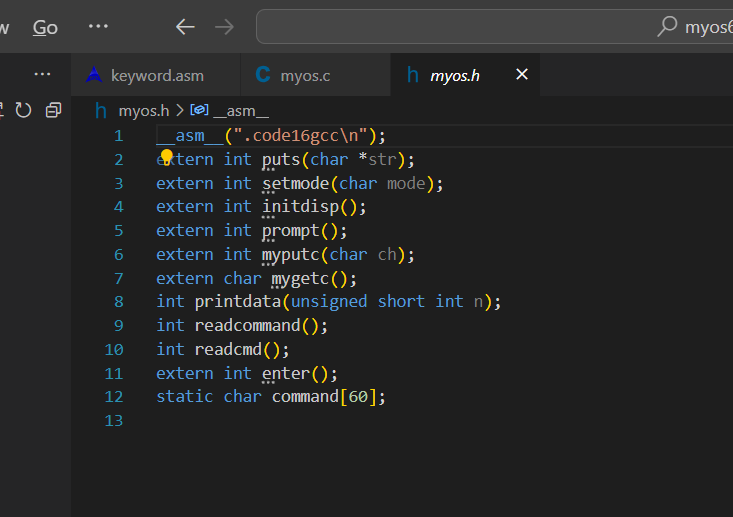 Go ...
myos6
... keyword.asm C myos.c h myos.h ×
h myos.h > __asm__
1 __asm__(".code16gcc\n");
2 extern int puts(char *str);
3 extern int setmode(char mode);
4 extern int initdisp();
5 extern int prompt();
6 extern int myputc(char ch);
7 extern char mygetc();
8 int printdata(unsigned short int n);
9 int readcommand();
10 int readcmd();
11 extern int enter();
12 static char command[60];
13